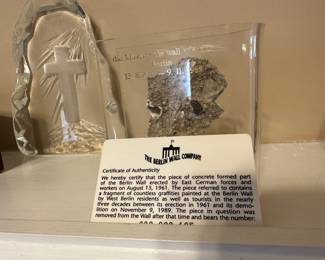 wall
berlin
THE BERLIN WALL COMPANY
Certificate of Authenticity
We hereby certify that the piece of concrete formed part
of the Berlin Wall erected by East German forces and
workers on August 13, 1961. The piece referred to contains
a fragment of countless graffities painted at the Berlin Wall
by West Berlin residents as well as tourists in the nearly
three decades between its erection in 1961 and its demo-
lition on November 9, 1989. The piece in question was
removed from the Wall after that time and bears the number: